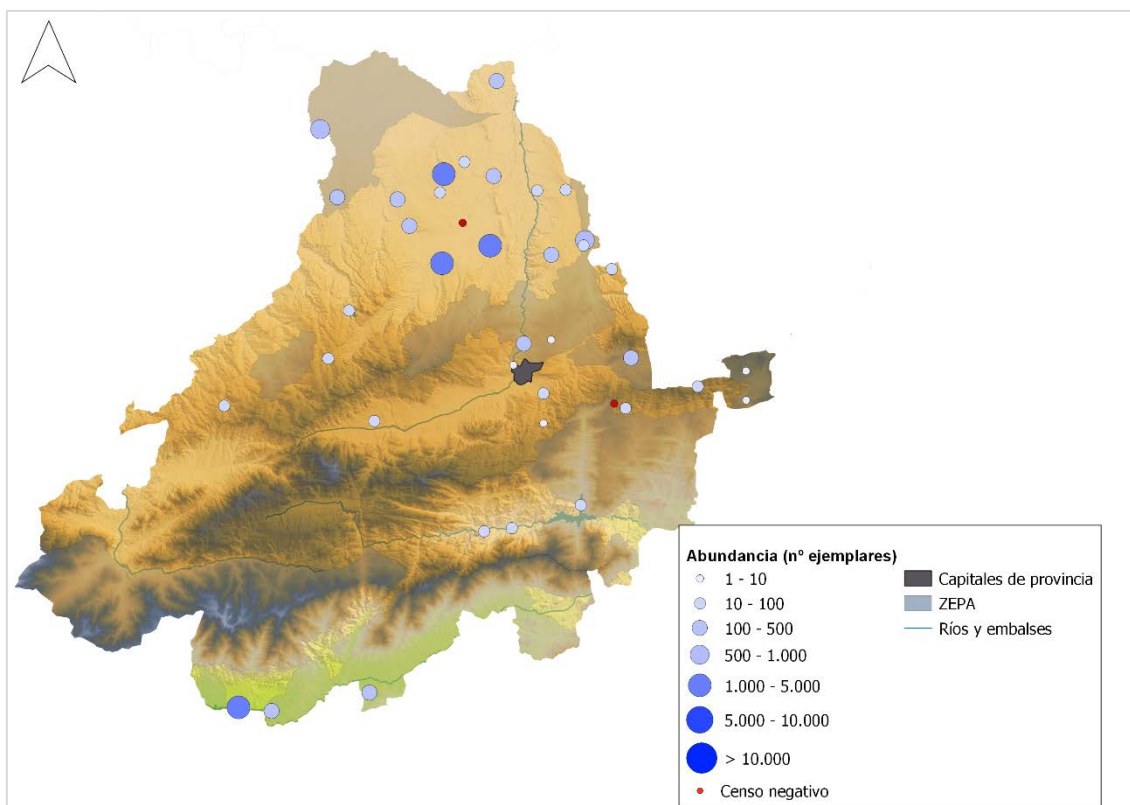 Abundancia (nº ejemplares)
1 - 10
10 - 100
100 - 500
500 - 1.000
1.000 - 5.000
5.000 - 10.000
> 10.000
Censo negativo
Capitales de provincia
ZEPA
Ríos y embalses